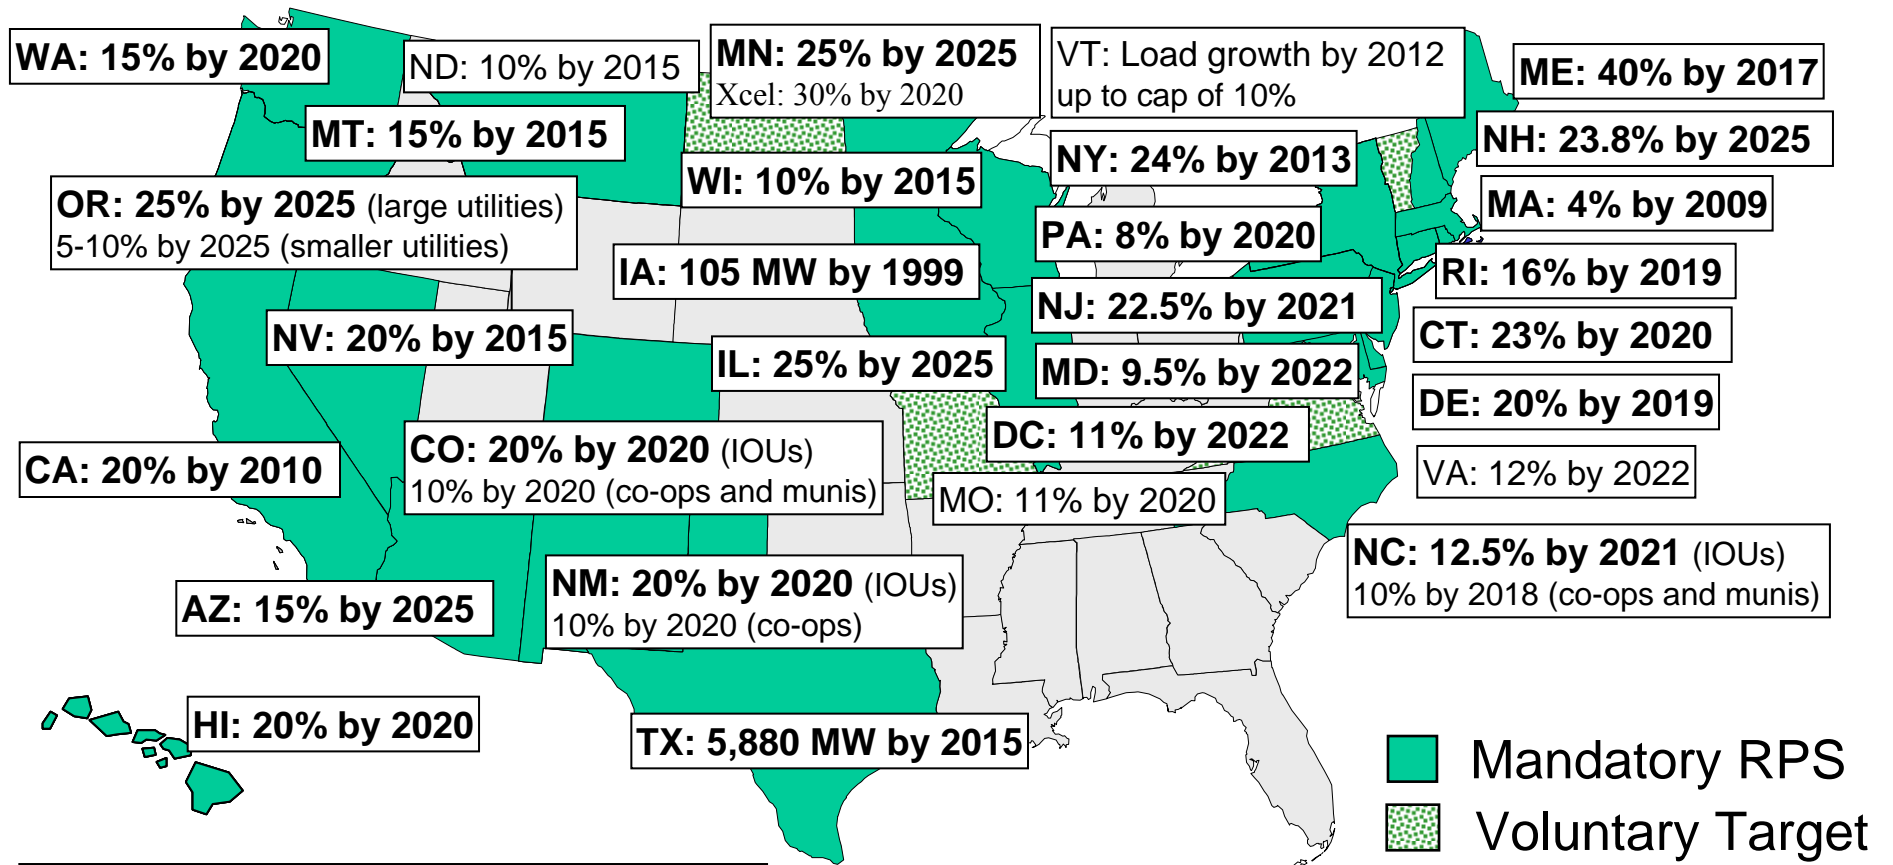 WA: 15% by 2020
ND: 10% by 2015
MN: 25% by 2025
Xcel: 30% by 2020
VT: Load growth by 2012
up to cap of 10%
ME: 40% by 2017
MT: 15% by 2015
WI: 10% by 2015
NY: 24% by 2013
NH: 23.8% by 2025
OR: 25% by 2025 (large utilities)
5-10% by 2025 (smaller utilities)
MA: 4% by 2009
PA: 8% by 2020
IA: 105 MW by 1999
RI: 16% by 2019
NJ: 22.5% by 2021
NV: 20% by 2015
CT: 23% by 2020
IL: 25% by 2025
MD: 9.5% by 2022
DE: 20% by 2019
CO: 20% by 2020 (IOUs)
10% by 2020 (co-ops and munis)
DC: 11% by 2022
CA: 20% by 2010
VA: 12% by 2022
MO: 11% by 2020
NC: 12.5% by 2021 (IOUs)
10% by 2018 (co-ops and munis)
NM: 20% by 2020 (IOUs)
10% by 2020 (co-ops)
AZ: 15% by 2025
HI: 20% by 2020
TX: 5,880 MW by 2015
Mandatory RPS
Voluntary Target